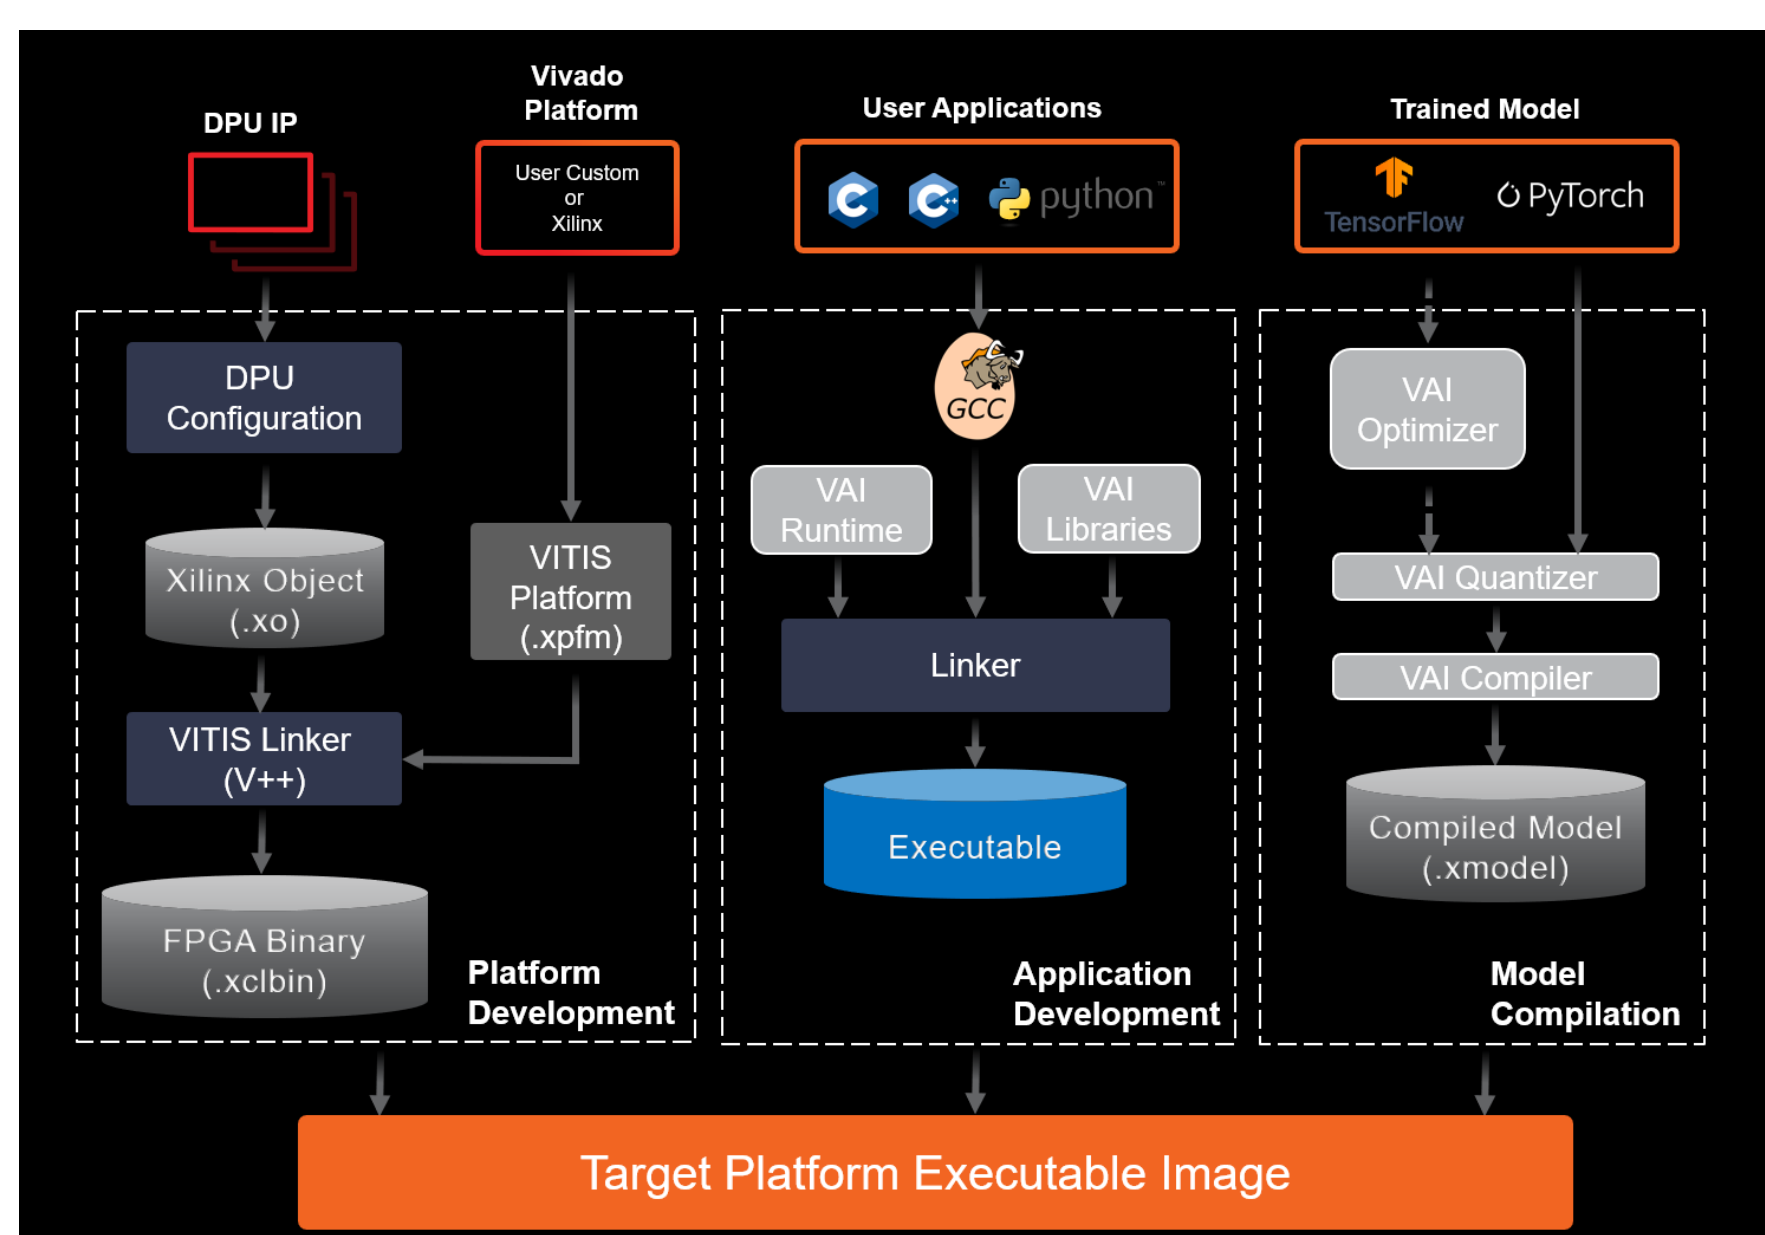 DPU IP
Vivado
Platform
User Custom
or
Xilinx
User Applications
C
C++
python™
Trained Model
TensorFlow
PyTorch
DPU
Configuration
Xilinx Object
(.xo)
VITIS Linker
(V++)
FPGA Binary
(.xclbin)
VITIS
Platform
(.xpfm)
Platform
Development
GCC
VAI
Runtime
VAI
Libraries
Linker
Executable
Application
Development
VAI
Optimizer
VAI Quantizer
VAI Compiler
Compiled Model
(.xmodel)
Model
Compilation
Target Platform Executable Image